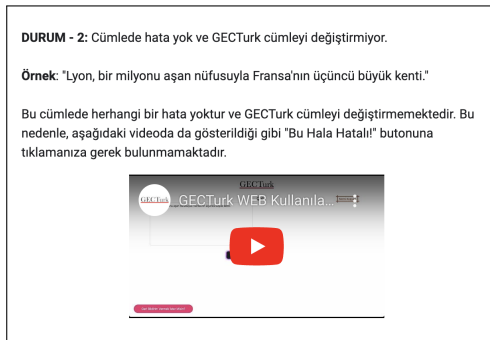 DURUM - 2: Cümlede hata yok ve GECTurk cümleyi değiştirmiyor.
Örnek: "Lyon, bir milyonu aşan nüfusuyla Fransa'nın üçüncü büyük kenti."
Bu cümlede herhangi bir hata yoktur ve GECTurk cümleyi değiştirmemektedir. Bu
nedenle, aşağıdaki videoda da gösterildiği gibi "Bu Hala Hatalı!" butonuna
tıklamanıza gerek bulunmamaktadır.
GECTurk
GECTurk GECTurk WEB Kullanıla...